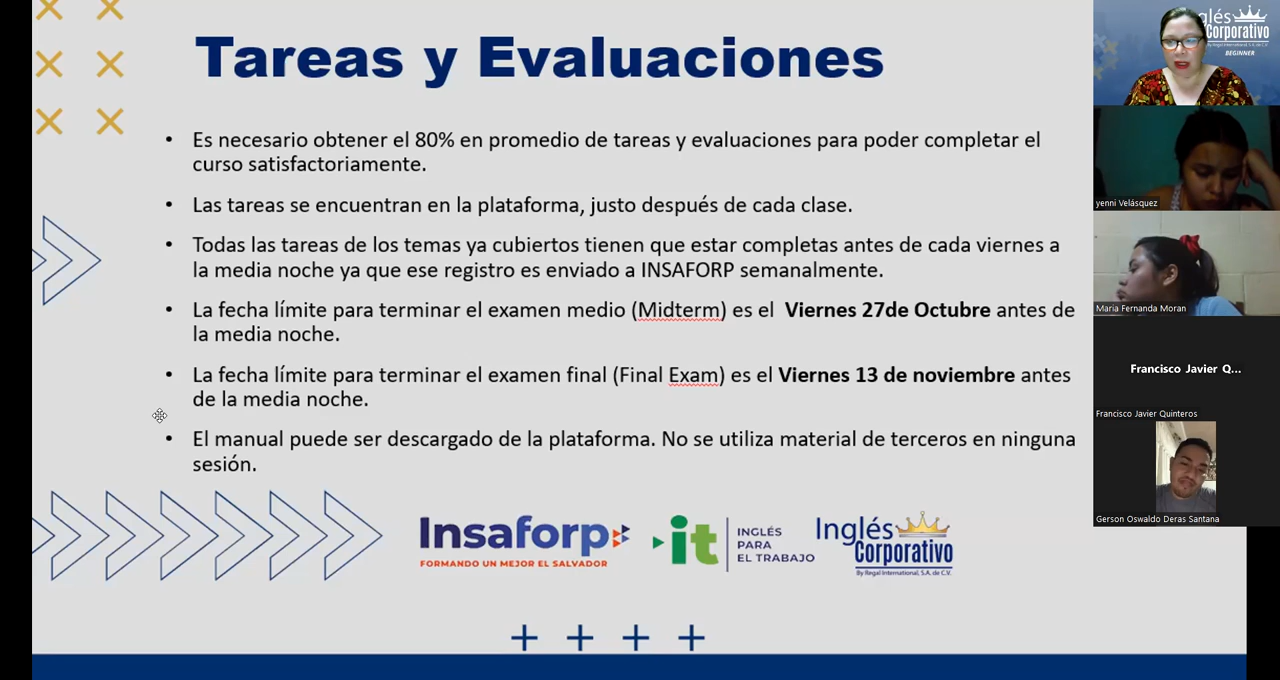 Tareas y Evaluaciones
• Es necesario obtener el 80% en promedio de tareas y evaluaciones para poder completar el
curso satisfactoriamente.
• Las tareas se encuentran en la plataforma, justo después de cada clase.
• Todas las tareas de los temas ya cubiertos tienen que estar completas antes de cada viernes a
la media noche ya que ese registro es enviado a INSAFORP semanalmente.
• La fecha límite para terminar el examen medio (Midterm) es el Viernes 27de Octubre antes de
la media noche.
• La fecha límite para terminar el examen final (Final Exam) es el Viernes 13 de noviembre antes
de la media noche.
• El manual puede ser descargado de la plataforma. No se utiliza material de terceros en ninguna
sesión.
Insaforp
FORMANDO UN MEJOR EL SALVADOR
it
INGLÉS
PARA
EL TRABAJO
Inglés
Corporativo
By Regal International, S.A. de C.V.
glés
Corporativo
By Regal International, S.A. de C.V.
BEGINNER
yenni Velásquez
Maria Fernanda Moran
Francisco Javier Q...
Francisco Javier Quinteros
Gerson Oswaldo Deras Santana